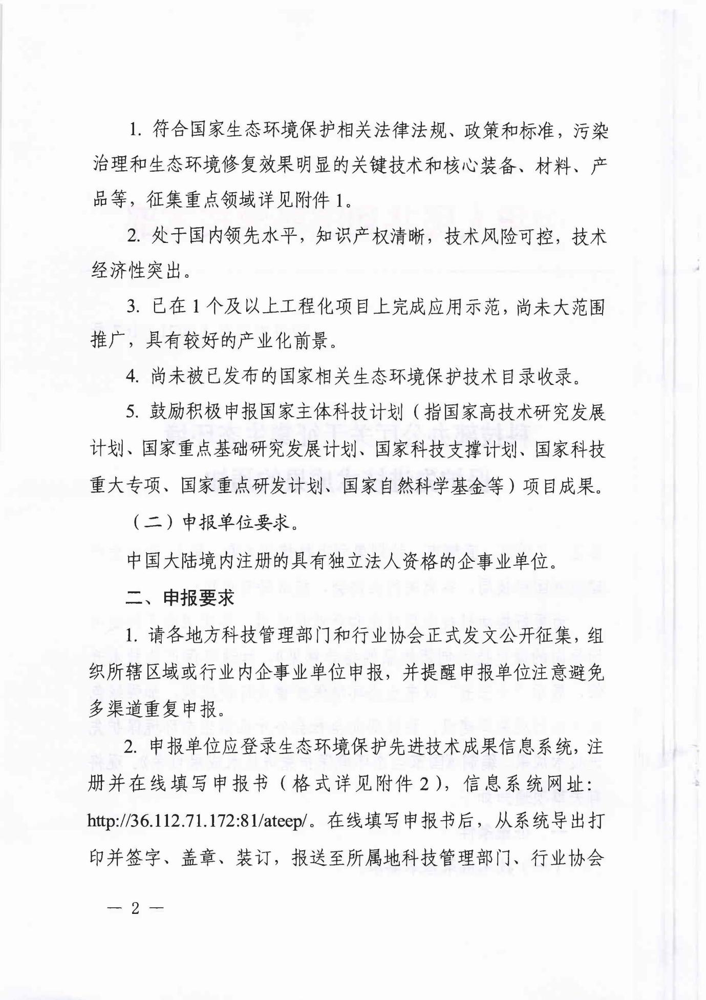 1. 符合国家生态环境保护相关法律法规、政策和标准，污染
治理和生态环境修复效果明显的关键技术和核心装备、材料、产
品等，征集重点领域详见附件 1。
2. 处于国内领先水平，知识产权清晰，技术风险可控，技术
经济性突出。
3. 已在 1 个及以上工程化项目上完成应用示范，尚未大范围
推广，具有较好的产业化前景。
4. 尚未被已发布的国家相关生态环境保护技术目录收录。
5. 鼓励积极申报国家主体科技计划（指国家高技术研究发展
计划、国家重点基础研究发展计划、国家科技支撑计划、国家科技
重大专项、国家重点研发计划、国家自然科学基金等）项目成果。
（二）申报单位要求。
中国大陆境内注册的具有独立法人资格的企事业单位。
二、申报要求
1. 请各地方科技管理部门和行业协会正式发文公开征集，组
织所辖区域或行业内企事业单位申报，并提醒申报单位注意避免
多渠道重复申报。
2. 申报单位应登录生态环境保护先进技术成果信息系统，注
册并在线填写申报书（格式详见附件 2），信息系统网址：
http://36.112.71.172:81/ateep/。在线填写申报书后，从系统导出打
印并签字、盖章、装订，报送至所属地科技管理部门、行业协会
— 2 —